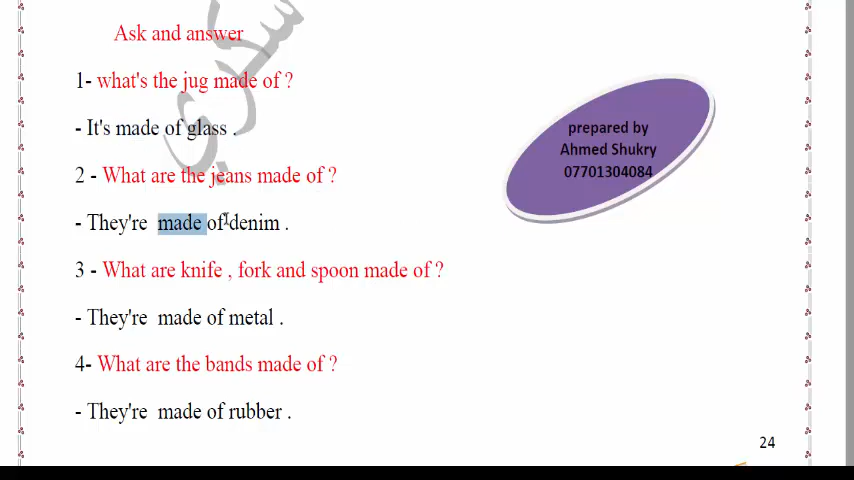 Ask and answer
1- what's the jug made of ?
- It's made of glass .
2 - What are the jeans made of ?
- They're made of denim .
3 - What are knife , fork and spoon made of ?
- They're made of metal .
4- What are the bands made of ?
- They're made of rubber .
prepared by
Ahmed Shukry
07701304084
شكري
24